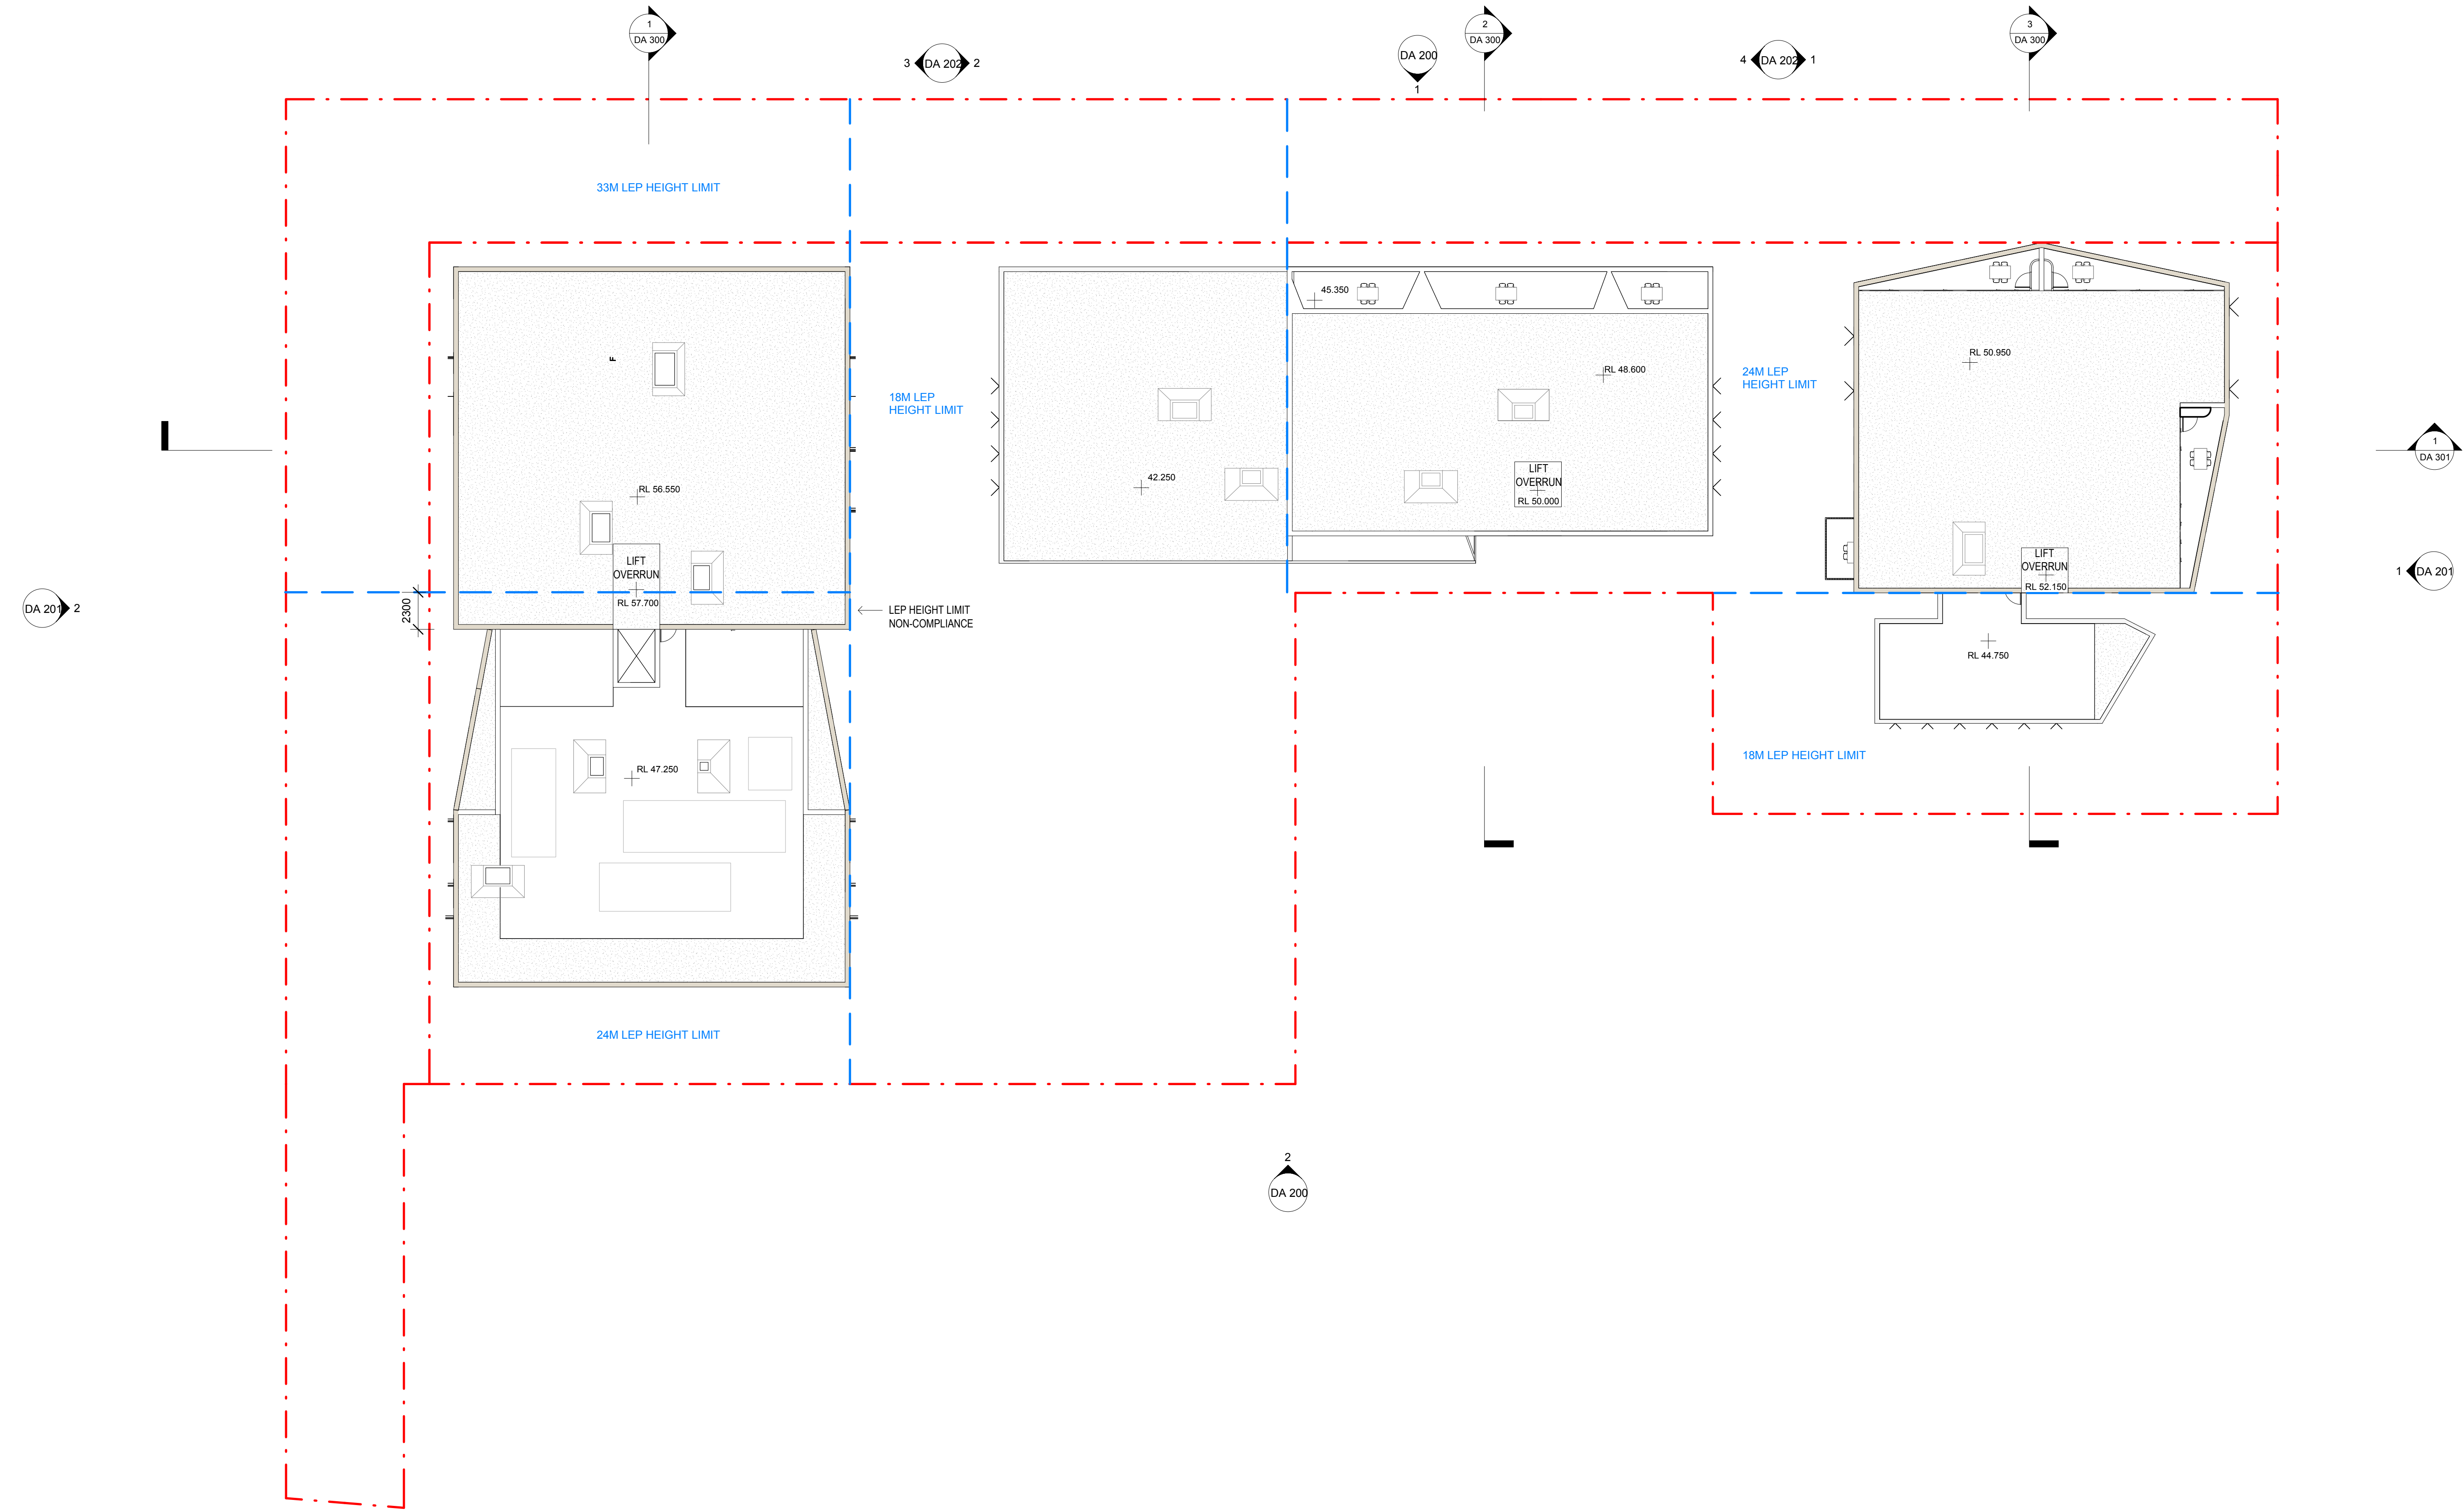 1
DA 300
2
DA 300
3
DA 300
3
DA 202
2
DA 200
1
4
DA 202
1
33M LEP HEIGHT LIMIT
45.350
F
18M LEP
HEIGHT LIMIT
RL 48.600
24M LEP
HEIGHT LIMIT
RL 50.950
1
DA 301
RL 56.550
42.250
LIFT
OVERRUN
RL 50.000
LIFT
OVERRUN
RL 57.700
LIFT
OVERRUN
RL 52.150
1
DA 201
DA 201
2
2300
LEP HEIGHT LIMIT
NON-COMPLIANCE
RL 44.750
RL 47.250
18M LEP HEIGHT LIMIT
24M LEP HEIGHT LIMIT
2
DA 200